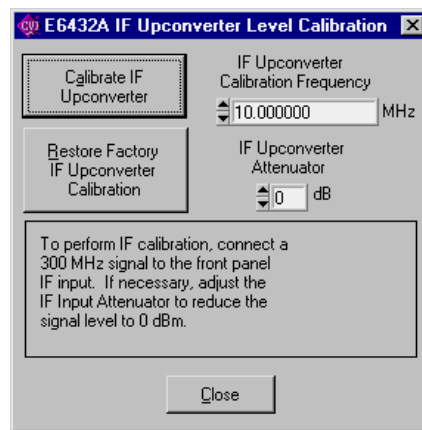 E6432A IF Upconverter Level Calibration
Calibrate IF
Upconverter
IF Upconverter
Calibration Frequency
10.000000 MHz
Restore Factory
IF Upconverter
Calibration
IF Upconverter
Attenuator
0 dB
To perform IF calibration, connect a
300 MHz signal to the front panel
IF input. If necessary, adjust the
IF Input Attenuator to reduce the
signal level to 0 dBm.
Close